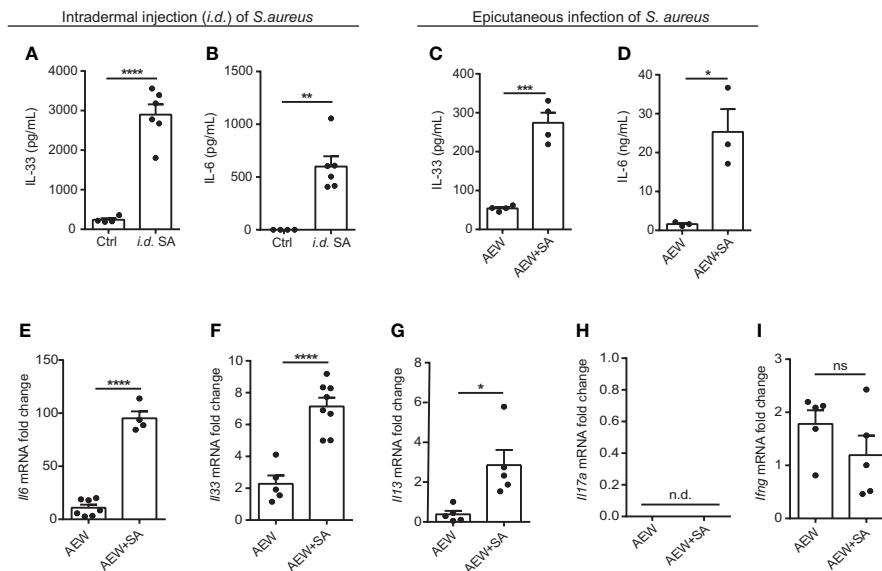 Intradermal injection (i.d.) of S.aureus
Epicutaneous infection of S. aureus
A
IL-33 (pg/mL)
4000
3000
2000
1000
0
****
Ctrl
i.d. SA
B
IL-6 (pg/mL)
1500
1000
500
0
**
Ctrl
i.d. SA
C
IL-33 (pg/mL)
400
300
200
100
0
***
AEW
AEW+SA
D
IL-6 (ng/mL)
60
40
20
0
*
AEW
AEW+SA
E
Il6 mRNA fold change
150
100
50
0
****
AEW
AEW+SA
F
Il33 mRNA fold change
10
8
6
4
2
0
****
AEW
AEW+SA
G
Il13 mRNA fold change
8
6
4
2
0
*
AEW
AEW+SA
H
Il17a mRNA fold change
1.0
0.8
0.6
0.4
0.2
0.0
n.d.
AEW
AEW+SA
I
Ifng mRNA fold change
3
2
1
0
ns
AEW
AEW+SA